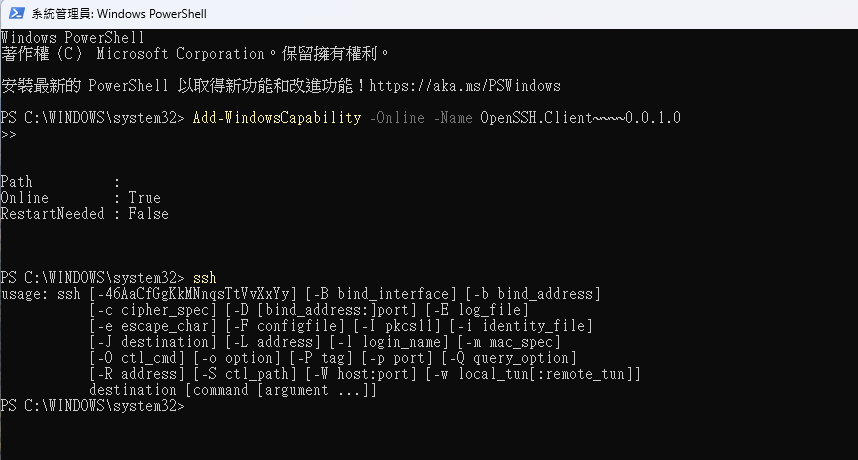 系統管理員: Windows PowerShell
Windows PowerShell
著作權（C） Microsoft Corporation。保留擁有權利。
安裝最新的 PowerShell 以取得新功能和改進功能！https://aka.ms/PSWindows
PS C:\WINDOWS\system32> Add-WindowsCapability -Online -Name OpenSSH.Client~~~~0.0.1.0
>>
Path          :
Online        : True
RestartNeeded : False
PS C:\WINDOWS\system32> ssh
usage: ssh [-46AaCfGgKkMNnqsTtVvXxYy] [-B bind_interface] [-b bind_address]
           [-c cipher_spec] [-D [bind_address:]port] [-E log_file]
           [-e escape_char] [-F configfile] [-I pkcs11] [-i identity_file]
           [-J destination] [-L address] [-l login_name] [-m mac_spec]
           [-O ctl_cmd] [-o option] [-P tag] [-p port] [-Q query_option]
           [-R address] [-S ctl_path] [-W host:port] [-w local_tun[:remote_tun]]
           destination [command [argument ...]]
PS C:\WINDOWS\system32>